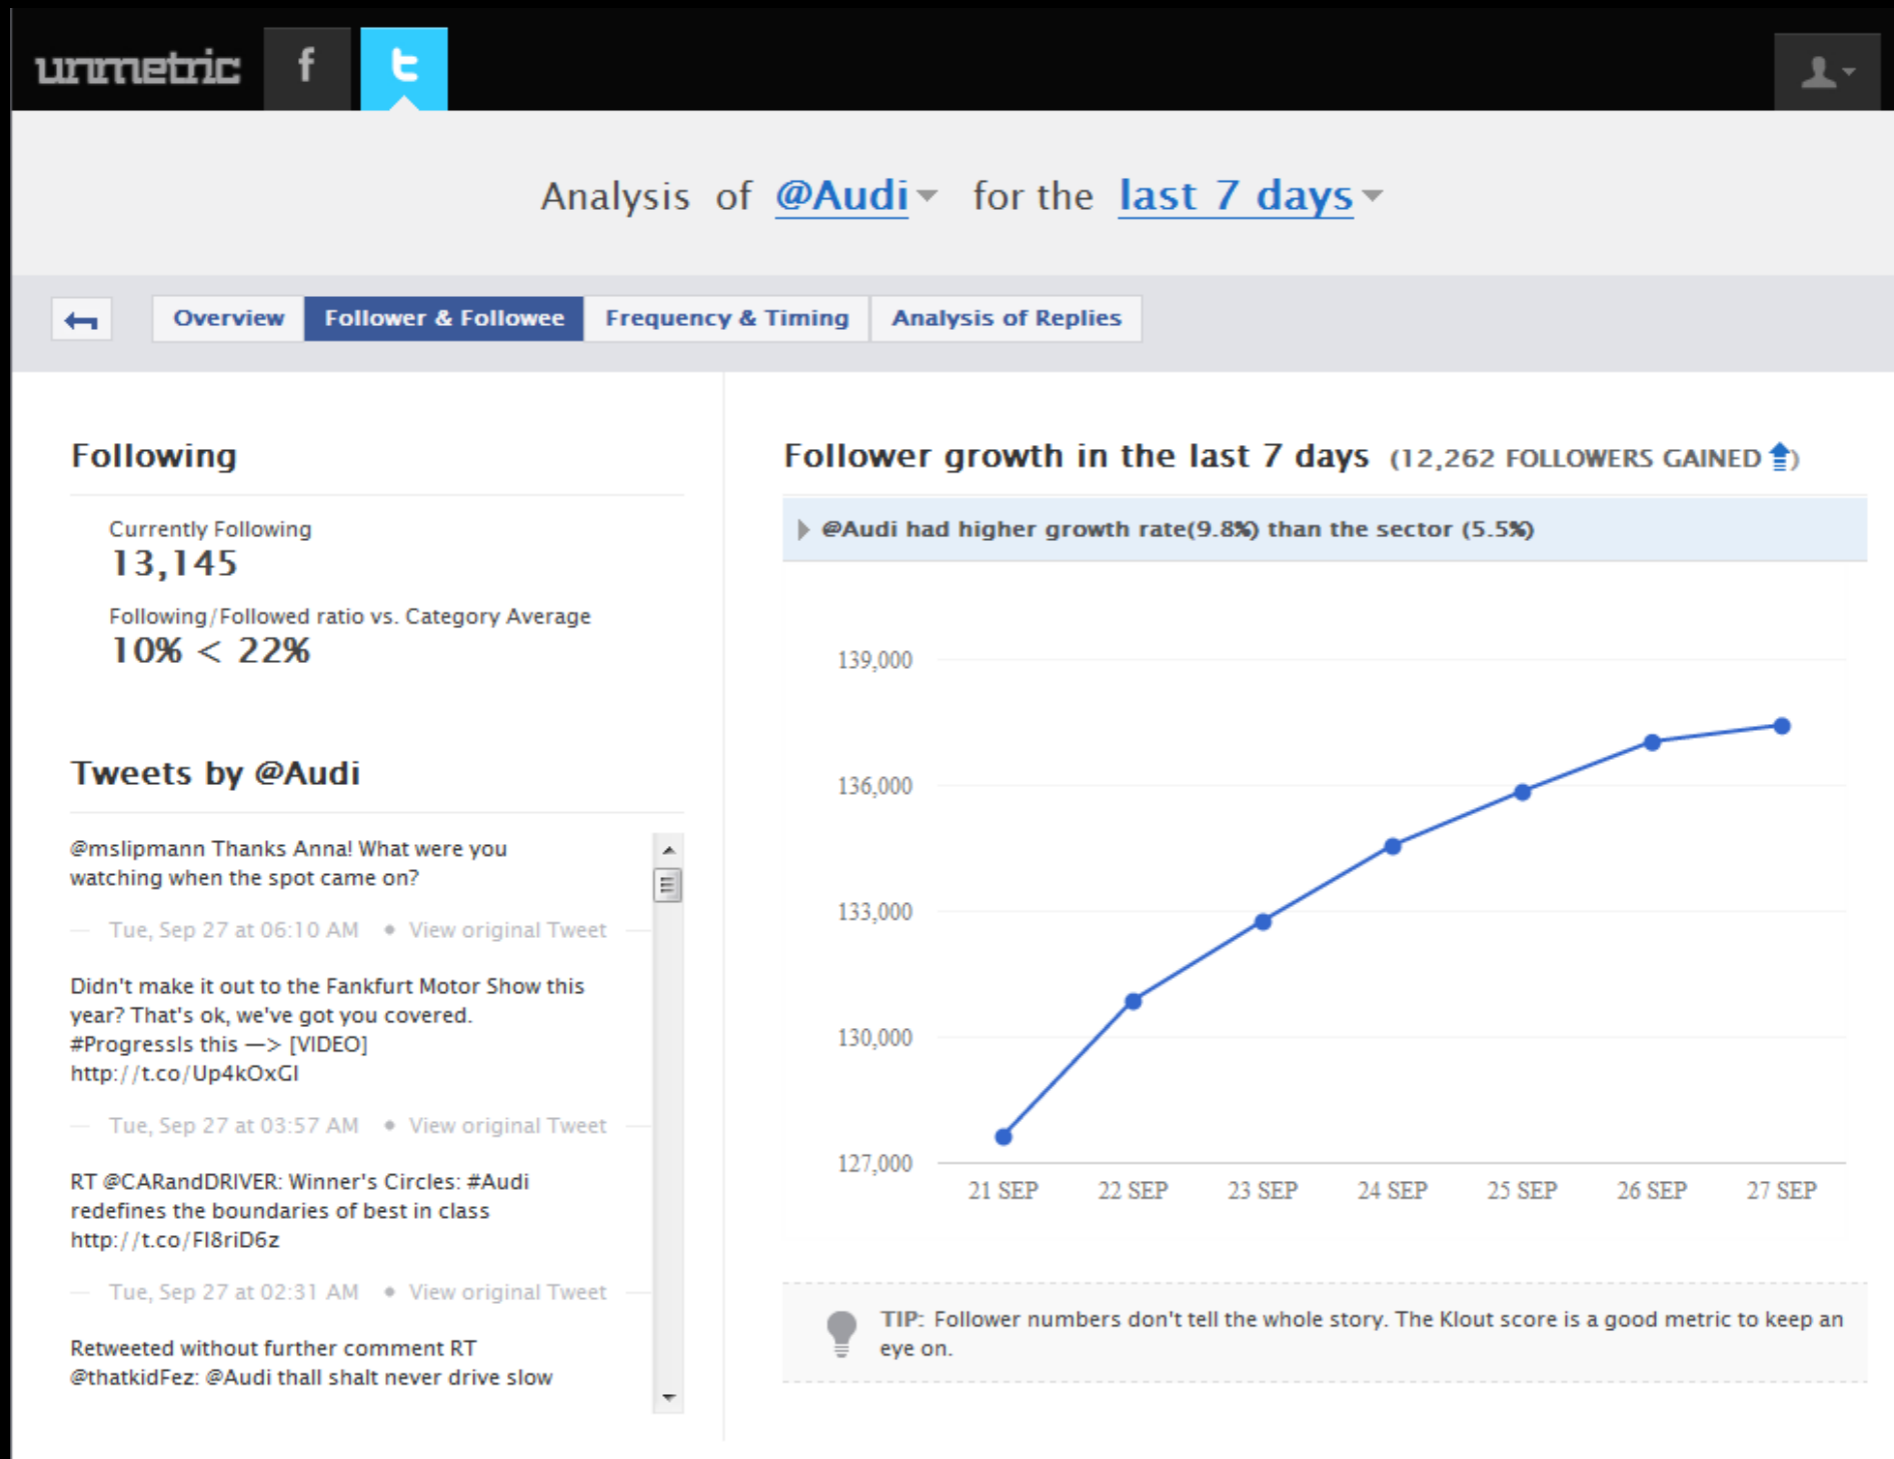 unmetric f t
Analysis of @Audi for the last 7 days
Overview Follower & Followee Frequency & Timing Analysis of Replies
Following
Currently Following
13,145
Following/Followed ratio vs. Category Average
10% < 22%
Tweets by @Audi
@mslipmann Thanks Anna! What were you
watching when the spot came on?
Tue, Sep 27 at 06:10 AM • View original Tweet
Didn't make it out to the Fankfurt Motor Show this
year? That's ok, we've got you covered.
#ProgressIs this —> [VIDEO]
http://t.co/Up4kOxGI
Tue, Sep 27 at 03:57 AM • View original Tweet
RT @CARandDRIVER: Winner's Circles: #Audi
redefines the boundaries of best in class
http://t.co/FI8riD6z
Tue, Sep 27 at 02:31 AM • View original Tweet
Retweeted without further comment RT
@thatkidFez: @Audi thall shalt never drive slow
Follower growth in the last 7 days (12,262 FOLLOWERS GAINED )
@Audi had higher growth rate(9.8%) than the sector (5.5%)
139,000
136,000
133,000
130,000
127,000
21 SEP 22 SEP 23 SEP 24 SEP 25 SEP 26 SEP 27 SEP
TIP: Follower numbers don't tell the whole story. The Klout score is a good metric to keep an
eye on.